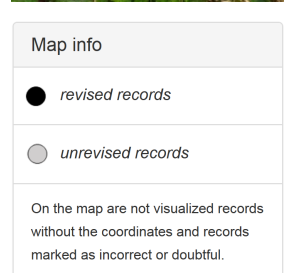 Map info
revised records
unrevised records
On the map are not visualized records
without the coordinates and records
marked as incorrect or doubtful.